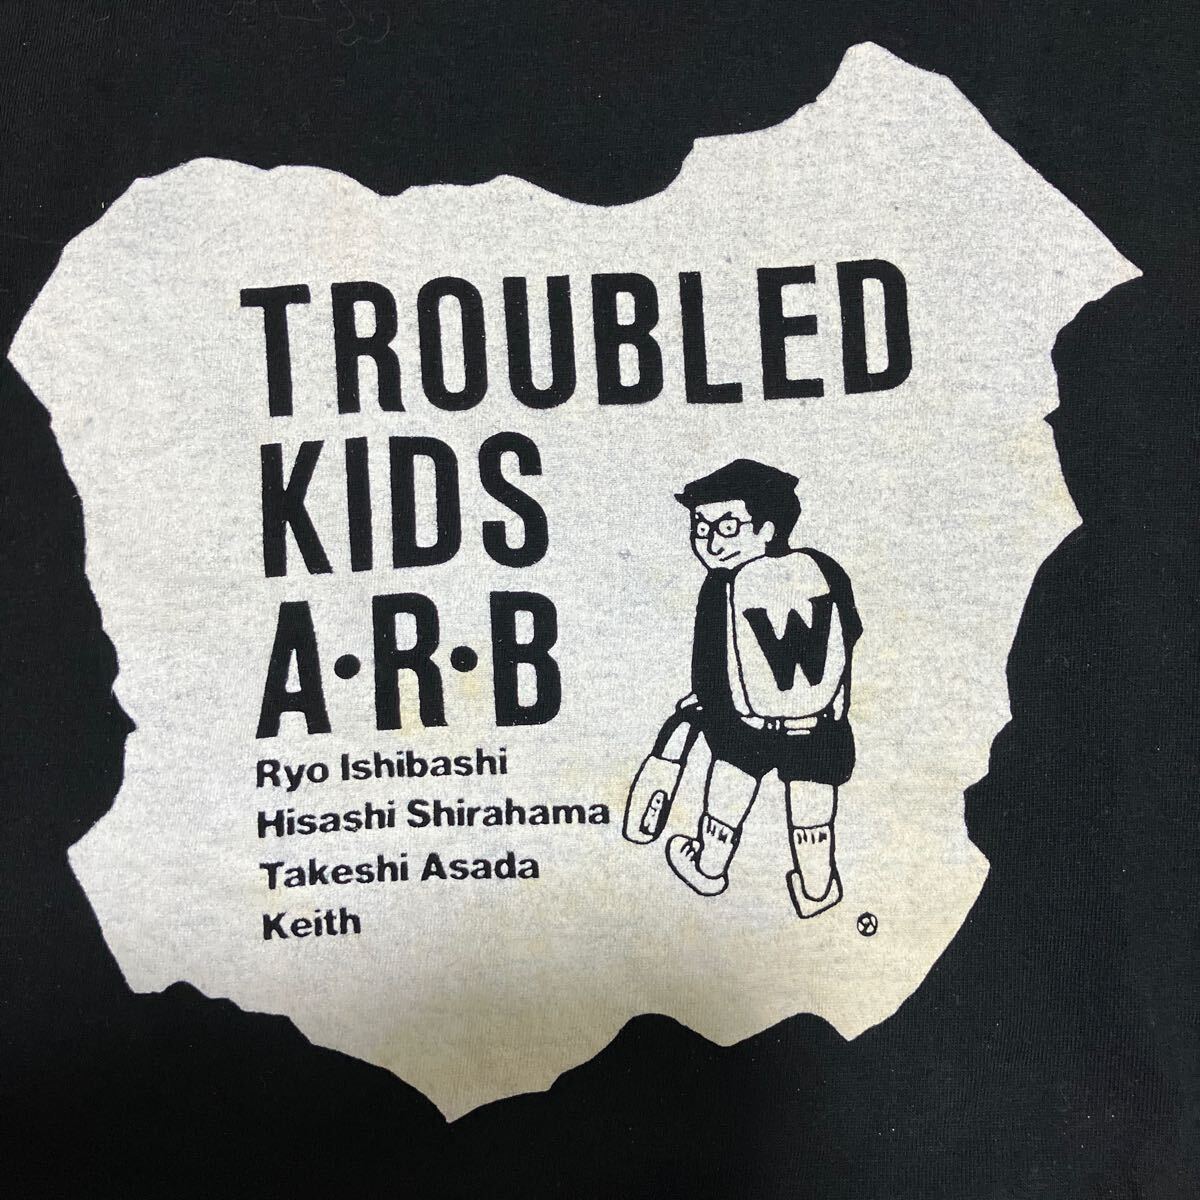 TROUBLED
KIDS
A·R·B
Ryo Ishibashi
Hisashi Shirahama
Takeshi Asada
Keith
W